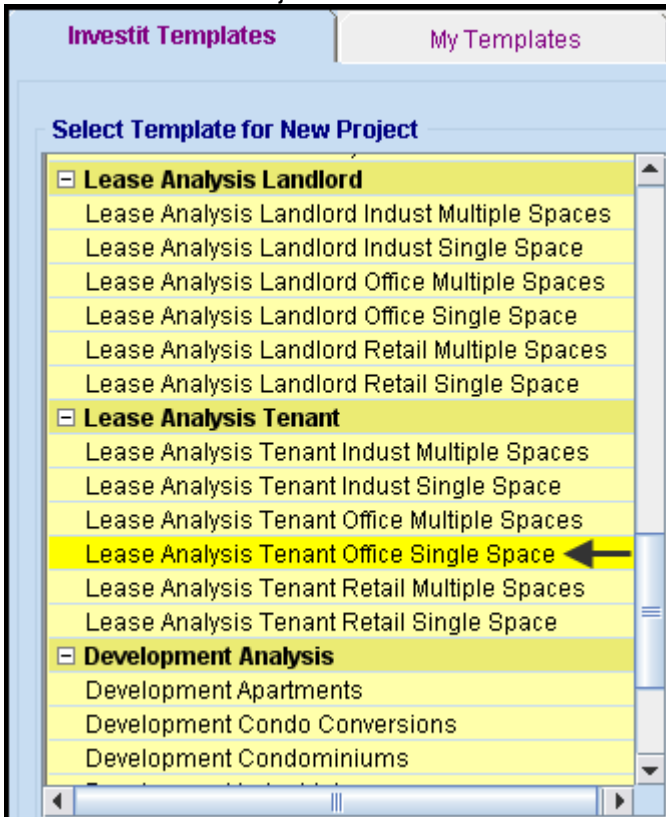 Investit Templates
My Templates
Select Template for New Project
Lease Analysis Landlord
Lease Analysis Landlord Indust Multiple Spaces
Lease Analysis Landlord Indust Single Space
Lease Analysis Landlord Office Multiple Spaces
Lease Analysis Landlord Office Single Space
Lease Analysis Landlord Retail Multiple Spaces
Lease Analysis Landlord Retail Single Space
Lease Analysis Tenant
Lease Analysis Tenant Indust Multiple Spaces
Lease Analysis Tenant Indust Single Space
Lease Analysis Tenant Office Multiple Spaces
Lease Analysis Tenant Office Single Space
Lease Analysis Tenant Retail Multiple Spaces
Lease Analysis Tenant Retail Single Space
Development Analysis
Development Apartments
Development Condo Conversions
Development Condominiums